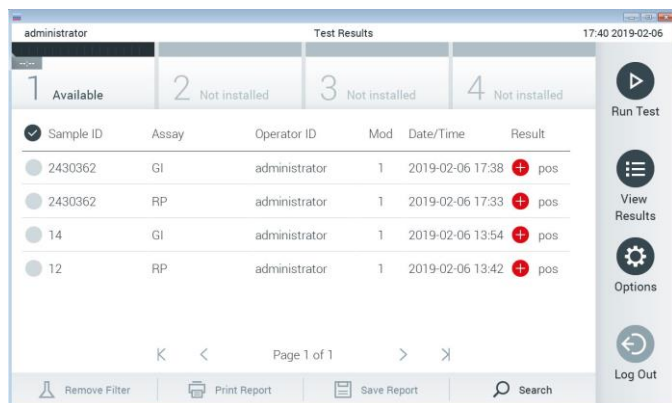 administrator Test Results 17:40 2019-02-06
--:--
1 Available 2 Not installed 3 Not installed 4 Not installed
Run Test
Sample ID Assay Operator ID Mod Date/Time Result
2430362 GI administrator 1 2019-02-06 17:38 pos
2430362 RP administrator 1 2019-02-06 17:33 pos
14 GI administrator 1 2019-02-06 13:54 pos
12 RP administrator 1 2019-02-06 13:42 pos
View
Results
Options
Page 1 of 1
Log Out
Remove Filter Print Report Save Report Search